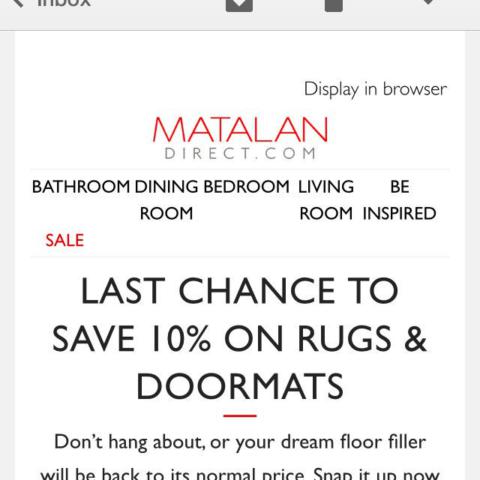 Inbox
Display in browser
MATALAN
DIRECT.COM
BATHROOM DINING ROOM BEDROOM LIVING ROOM BE INSPIRED
SALE
LAST CHANCE TO
SAVE 10% ON RUGS &
DOORMATS
Don't hang about, or your dream floor filler
will be back to its normal price. Snap it up now